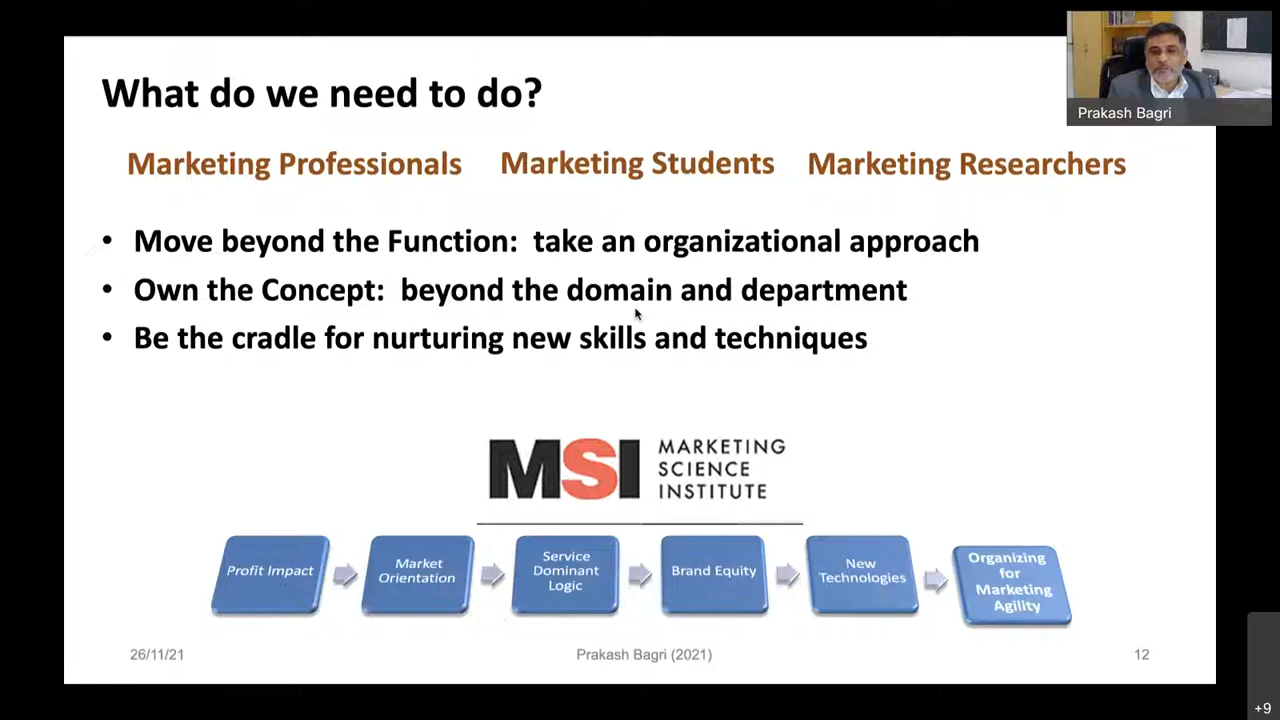 What do we need to do?
Prakash Bagri
Marketing Professionals Marketing Students Marketing Researchers
• Move beyond the Function: take an organizational approach
• Own the Concept: beyond the domain and department
• Be the cradle for nurturing new skills and techniques
MSI
MARKETING
SCIENCE
INSTITUTE
Profit Impact
Market
Orientation
Service
Dominant
Logic
Brand Equity
New
Technologies
Organizing
for
Marketing
Agility
26/11/21 Prakash Bagri (2021) 12
+9